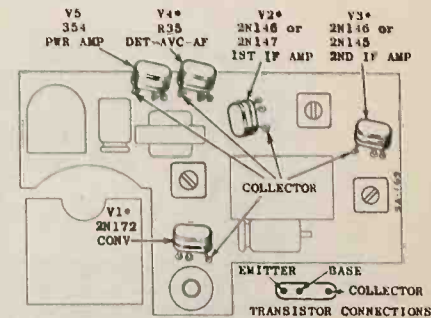 V5
354
PWR AMP
V4*
R35
DET-AVC-AF
V2*
2N146 or
2N147
1ST IF AMP
V3*
2N146 or
2N145
2ND IF AMP
COLLECTOR
V1*
2N172
CONV
EMITTER
BASE
COLLECTOR
TRANSISTOR CONNECTIONS